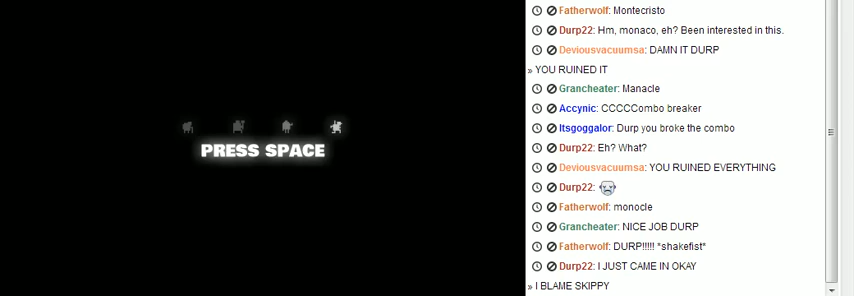 PRESS SPACE
Fatherwolf: Montecristo
Durp22: Hm, monaco, eh? Been interested in this.
Deviousvacuumsa: DAMN IT DURP
» YOU RUINED IT
Grancheater: Manacle
Accynic: CCCCCombo breaker
Itsgoggalor: Durp you broke the combo
Durp22: Eh? What?
Deviousvacuumsa: YOU RUINED EVERYTHING
Durp22:
Fatherwolf: monocle
Grancheater: NICE JOB DURP
Fatherwolf: DURP!!!!! *shakefist*
Durp22: I JUST CAME IN OKAY
» I BLAME SKIPPY